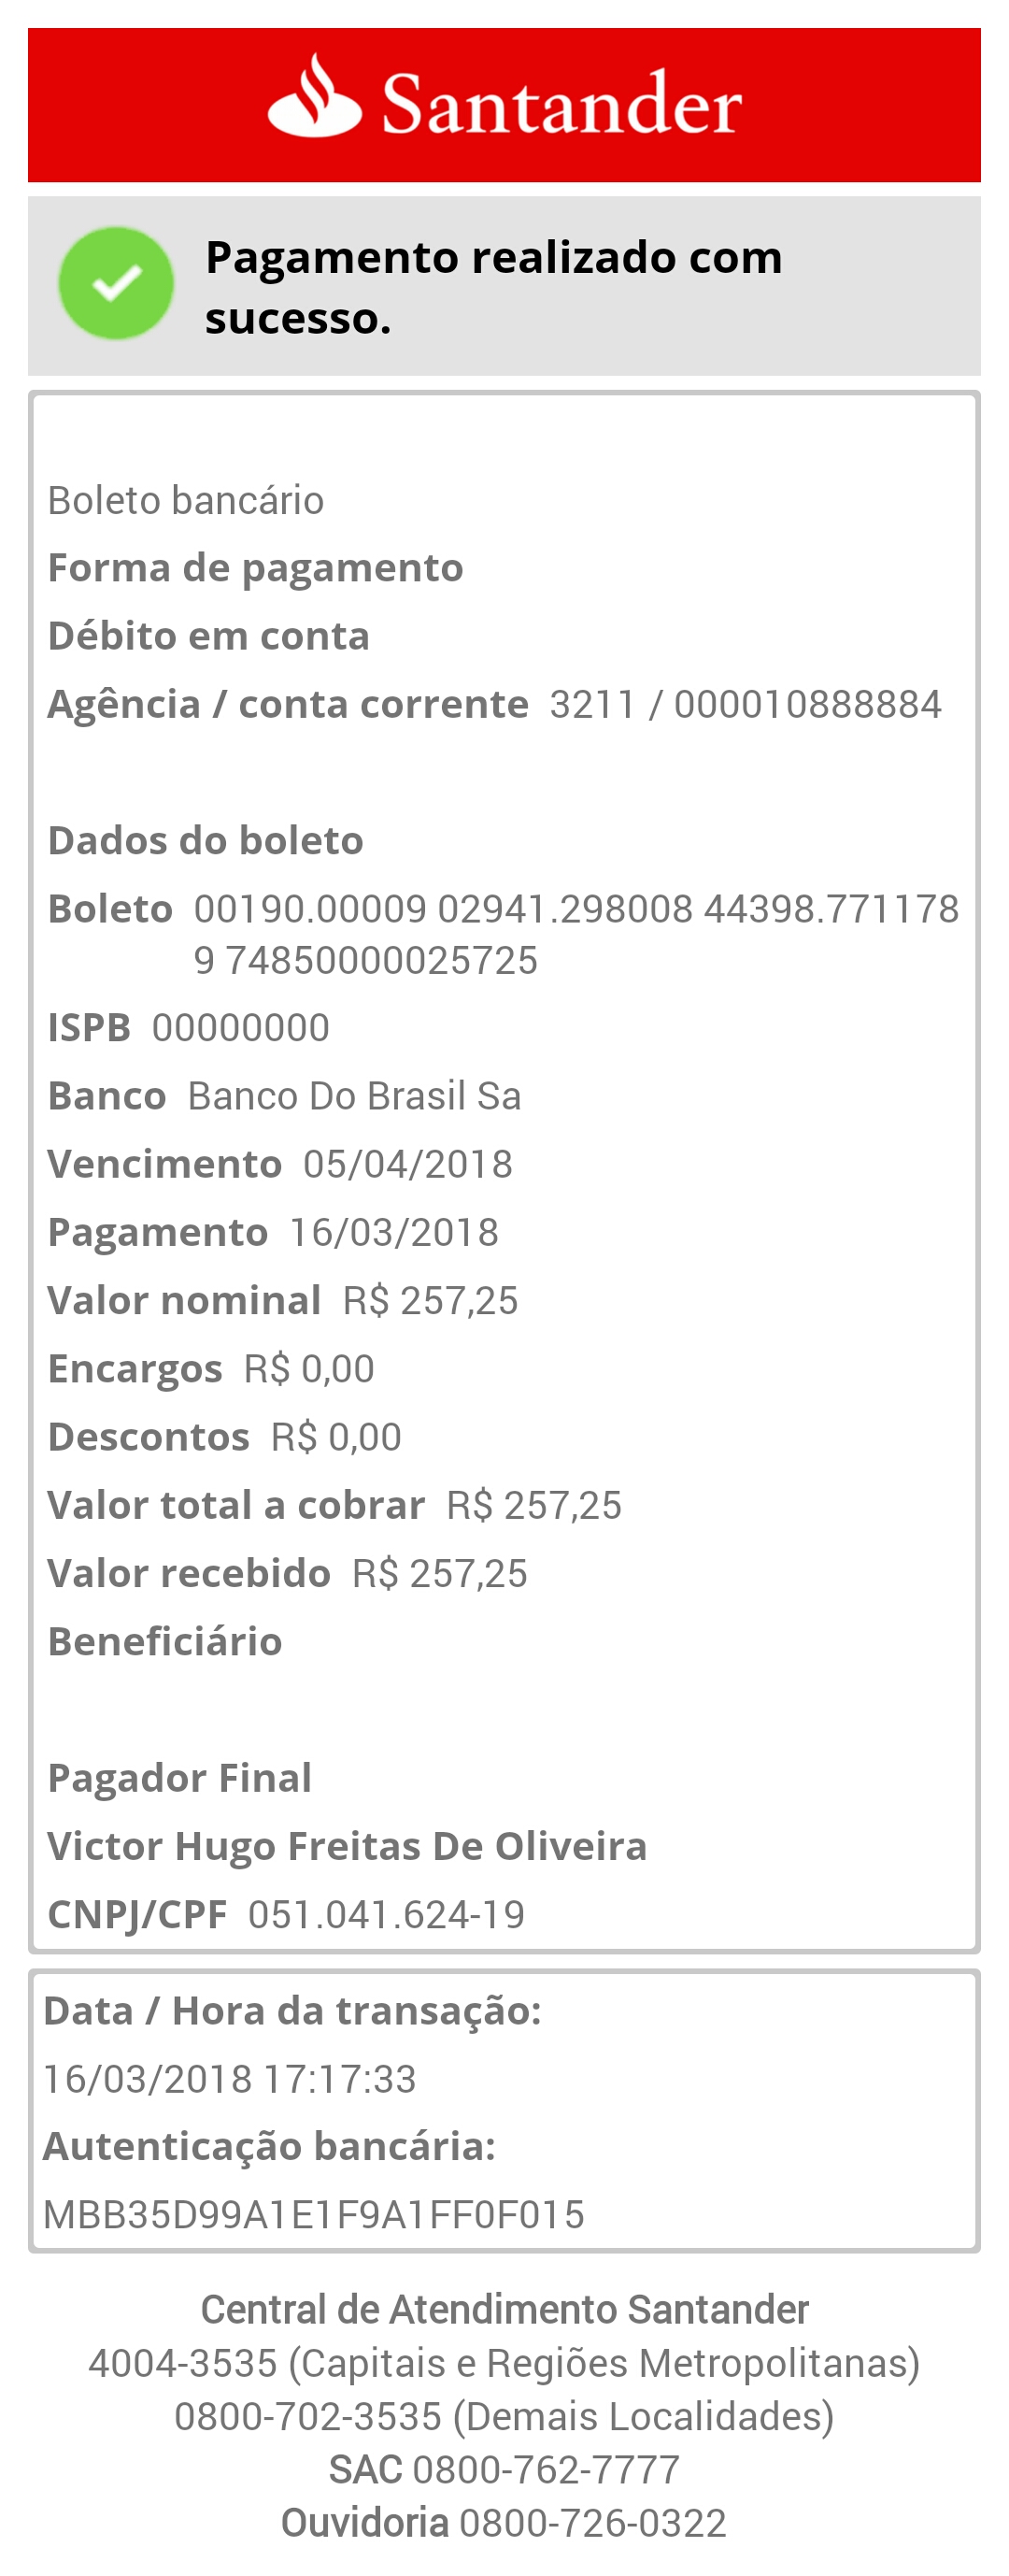 Santander
Pagamento realizado com
sucesso.
Boleto bancário
Forma de pagamento
Débito em conta
Agência / conta corrente 3211 / 000010888884
Dados do boleto
Boleto 00190.00009 02941.298008 44398.771178
9 74850000025725
ISPB 00000000
Banco Banco Do Brasil Sa
Vencimento 05/04/2018
Pagamento 16/03/2018
Valor nominal R$ 257,25
Encargos R$ 0,00
Descontos R$ 0,00
Valor total a cobrar R$ 257,25
Valor recebido R$ 257,25
Beneficiário
Pagador Final
Victor Hugo Freitas De Oliveira
CNPJ/CPF 051.041.624-19
Data / Hora da transação:
16/03/2018 17:17:33
Autenticação bancária:
MBB35D99A1E1F9A1FF0F015
Central de Atendimento Santander
4004-3535 (Capitais e Regiões Metropolitanas)
0800-702-3535 (Demais Localidades)
SAC 0800-762-7777
Ouvidoria 0800-726-0322